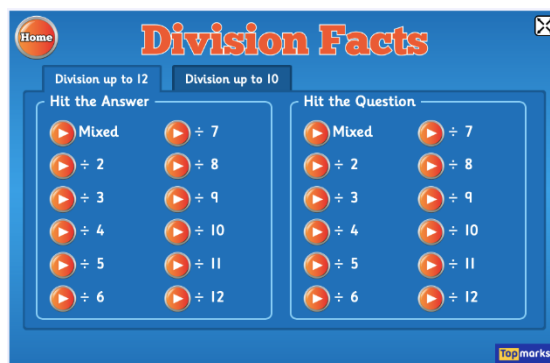 Home
Division Facts
Division up to 12
Division up to 10
Hit the Answer
Mixed
÷ 2
÷ 3
÷ 4
÷ 5
÷ 6
÷ 7
÷ 8
÷ 9
÷ 10
÷ 11
÷ 12
Hit the Question
Mixed
÷ 2
÷ 3
÷ 4
÷ 5
÷ 6
÷ 7
÷ 8
÷ 9
÷ 10
÷ 11
÷ 12
Topmarks